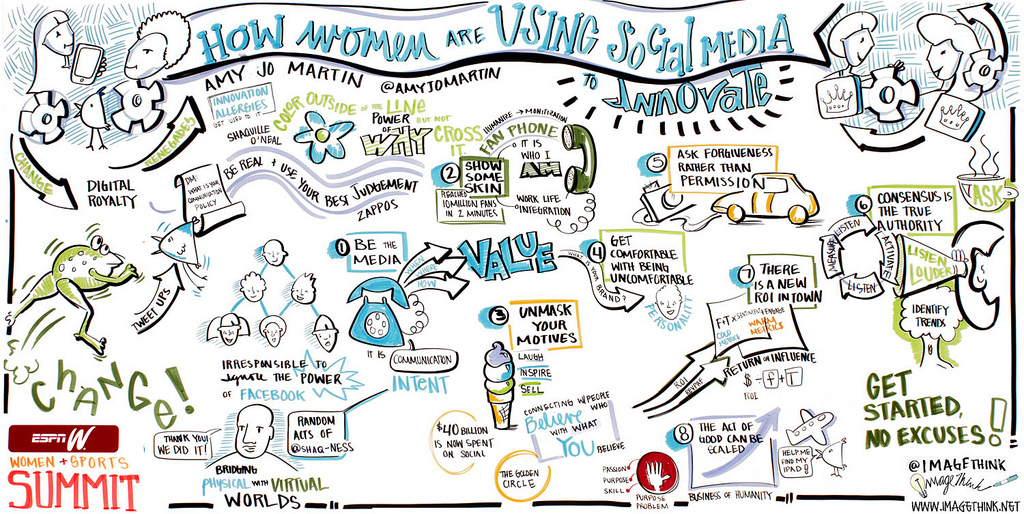 HOW WOMEN ARE USING SOCIAL MEDIA
TO INNOVATE
AMY JO MARTIN @AMYJOMARTIN
INNOVATION
ALLERGIES
GET USED TO IT
SHAQUILLE
O'NEAL
COLOR OUTSIDE OF THE LINE
BUT NOT
CROSS
IT.
POWER
OF WHY
CHANGE
RENEGADES
DIGITAL
ROYALTY
DM:
WHAT IS YOUR
COMMUNICATION
POLICY
BE REAL + USE YOUR BEST JUDGEMENT
ZAPPOS
TWEET UPS
CHANGE!
1 BE THE
MEDIA
WHEN
WHERE
HOW
VALUE
IT IS COMMUNICATION
INTENT
IRRESPONSIBLE TO
IGNORE THE POWER
OF FACEBOOK
2 SHOW
SOME
SKIN
REACHED
10 MILLION FANS
IN 2 MINUTES
HUMANIZE → MONETIZATION
FAN PHONE
IT IS
WHO I
AM
WORK LIFE
INTEGRATION
3 UNMASK
YOUR
MOTIVES
LAUGH
INSPIRE
SELL
4 GET
COMFORTABLE
WITH BEING
UNCOMFORTABLE
WHAT IS YOUR BRAND?
PERSONALITY
5 ASK FORGIVENESS
RATHER THAN
PERMISSION
6 CONSENSUS IS
THE TRUE
AUTHORITY
ASK
LISTEN
ACTIVATE
LISTEN
MEASURE
LISTEN
LOUDER
IDENTIFY
TRENDS
7 THERE
IS A NEW
ROI IN TOWN
F+T X SENTIMENT + ENGAGE
COLD
METRICS
WARM
METRICS
RETURN ON INFLUENCE
$ - f + T
ROI
8 THE ACT OF
GOOD CAN BE
SCALED
BUSINESS OF HUMANITY
HELP ME
FIND MY
IPAD!
GET
STARTED,
NO EXCUSES!
THANK YOU!
WE DID IT!
BRIDGING
PHYSICAL WITH VIRTUAL
WORLDS
RANDOM
ACTS OF
@SHAQ-NESS
$40 BILLION
IS NOW SPENT
ON SOCIAL
CONNECTING W/ PEOPLE
WHO
Believe
WITH WHAT
YOU BELIEVE
THE GOLDEN
CIRCLE
PASSION
PURPOSE
SKILL
PURPOSE
PROBLEM
ESPN W.
WOMEN + SPORTS
SUMMIT
@IMAGETHINK
ImageThink
WWW.IMAGETHINK.NET